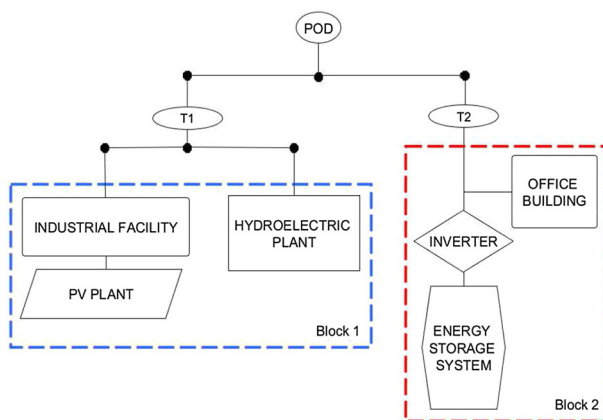 POD
T1
T2
INDUSTRIAL FACILITY
PV PLANT
HYDROELECTRIC
PLANT
Block 1
OFFICE
BUILDING
INVERTER
ENERGY
STORAGE
SYSTEM
Block 2